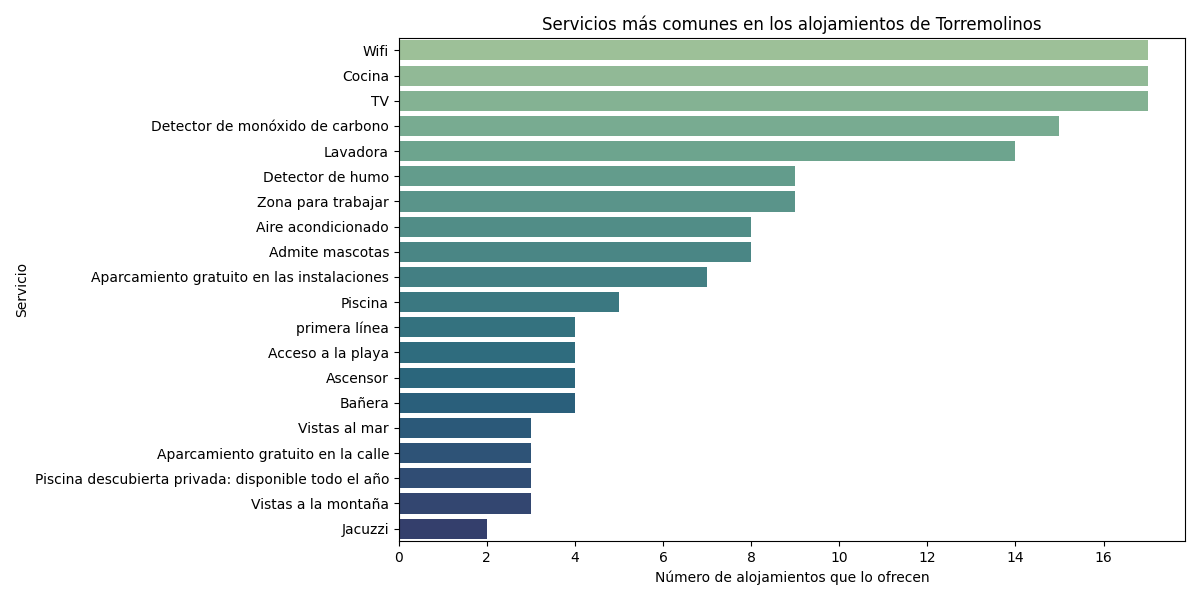 Servicios más comunes en los alojamientos de Torremolinos
Servicio
Wifi
Cocina
TV
Detector de monóxido de carbono
Lavadora
Detector de humo
Zona para trabajar
Aire acondicionado
Admite mascotas
Aparcamiento gratuito en las instalaciones
Piscina
primera línea
Acceso a la playa
Ascensor
Bañera
Vistas al mar
Aparcamiento gratuito en la calle
Piscina descubierta privada: disponible todo el año
Vistas a la montaña
Jacuzzi
0 2 4 6 8 10 12 14 16
Número de alojamientos que lo ofrecen